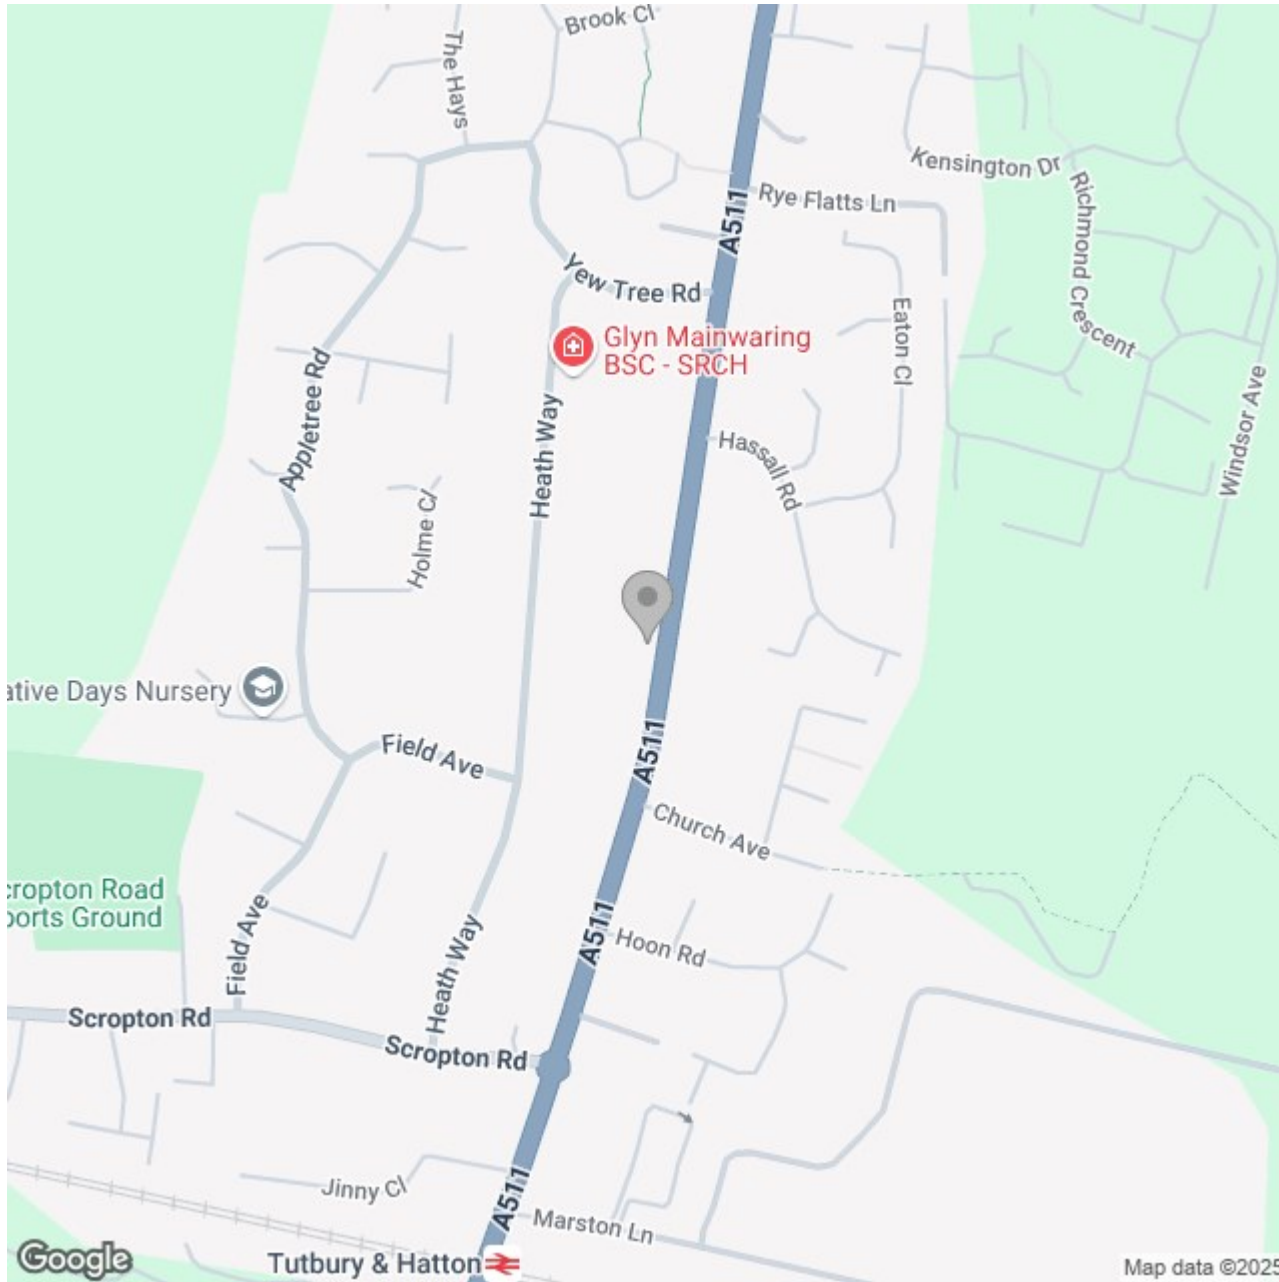 Brook Cl
The Hays
Kensington Dr
Rye Flatts Ln
Richmond Crescent
A511
Yew Tree Rd
Eaton Cl
Glyn Mainwaring
BSC - SRCH
Appletree Rd
Windsor Ave
Heath Way
Hassall Rd
Holme Cl
ative Days Nursery
Field Ave
A511
Church Ave
cropton Road
ports Ground
Field Ave
A511
Hoon Rd
Heath Way
Scropton Rd
Scropton Rd
Jinny Cl
A511
Marston Ln
Google
Tutbury & Hatton
Map data ©2025